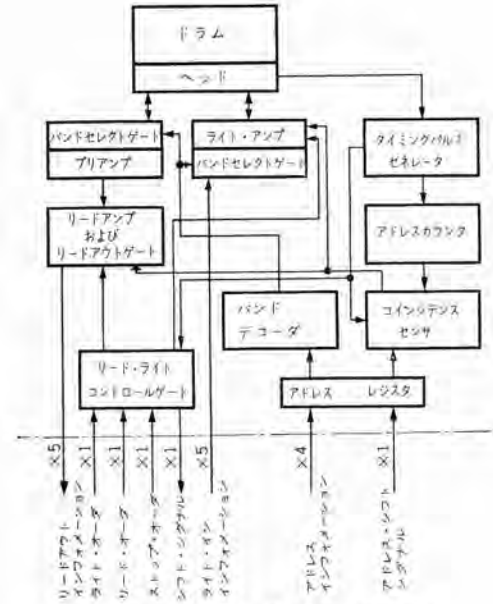 ドラム
ヘッド
バンドセレクトゲート
プリアンプ
ライト・アンプ
バンドセレクトゲート
タイミングパルス
ゼネレータ
リードアンプ
および
リードアウトゲート
アドレスカウンタ
バンド
デコーダ
コインシデンス
センサ
リード・ライト
コントロールゲート
アドレス レジスタ
×5
×1
×1
×1
×1
×5
×4
×1
リードアウト
インフォメーション
ライト・オーダ
リード・オーダ
ストップ・オーダ
シフト・シグナル
ライト・イン
インフォメーション
アドレス
インフォメーション
アドレス・シフト
シグナル